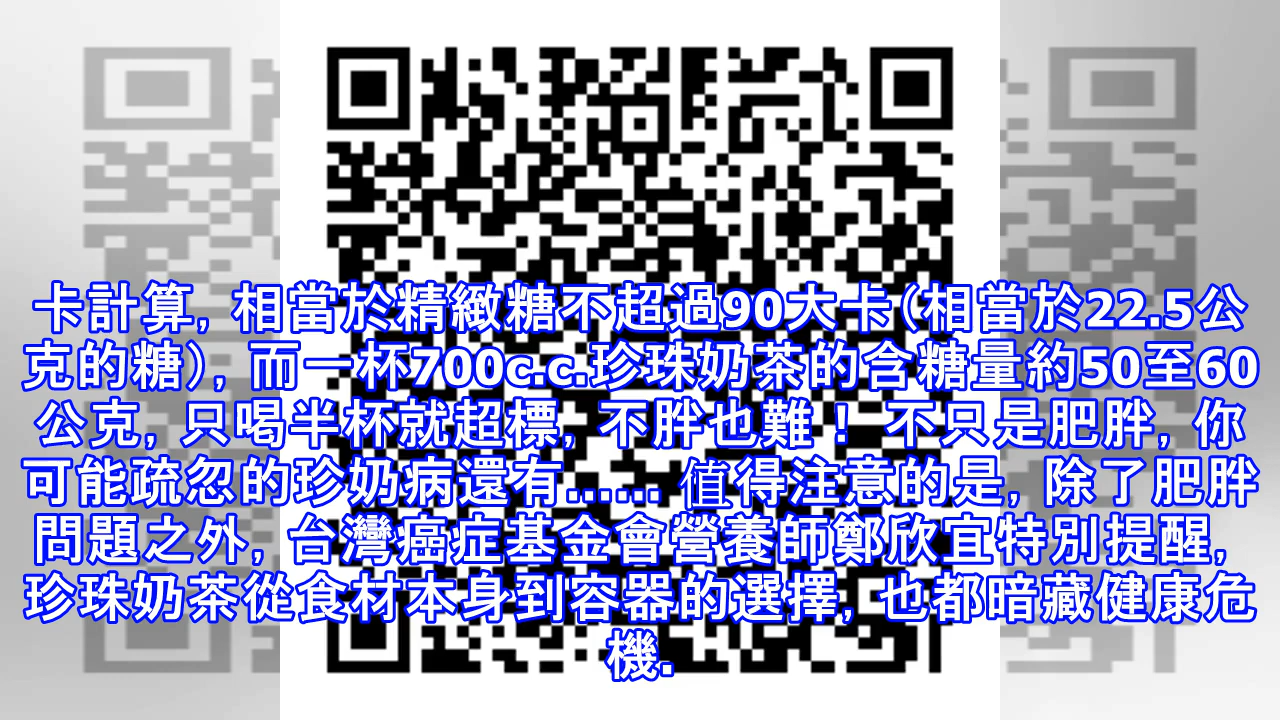 卡計算, 相當於精緻糖不超過90大卡(相當於22.5公
克的糖), 而一杯700c.c.珍珠奶茶的含糖量約50至60
公克, 只喝半杯就超標, 不胖也難！ 不只是肥胖, 你
可能疏忽的珍奶病還有...... 值得注意的是, 除了肥胖
問題之外, 台灣癌症基金會營養師鄭欣宜特別提醒,
珍珠奶茶從食材本身到容器的選擇, 也都暗藏健康危
機.